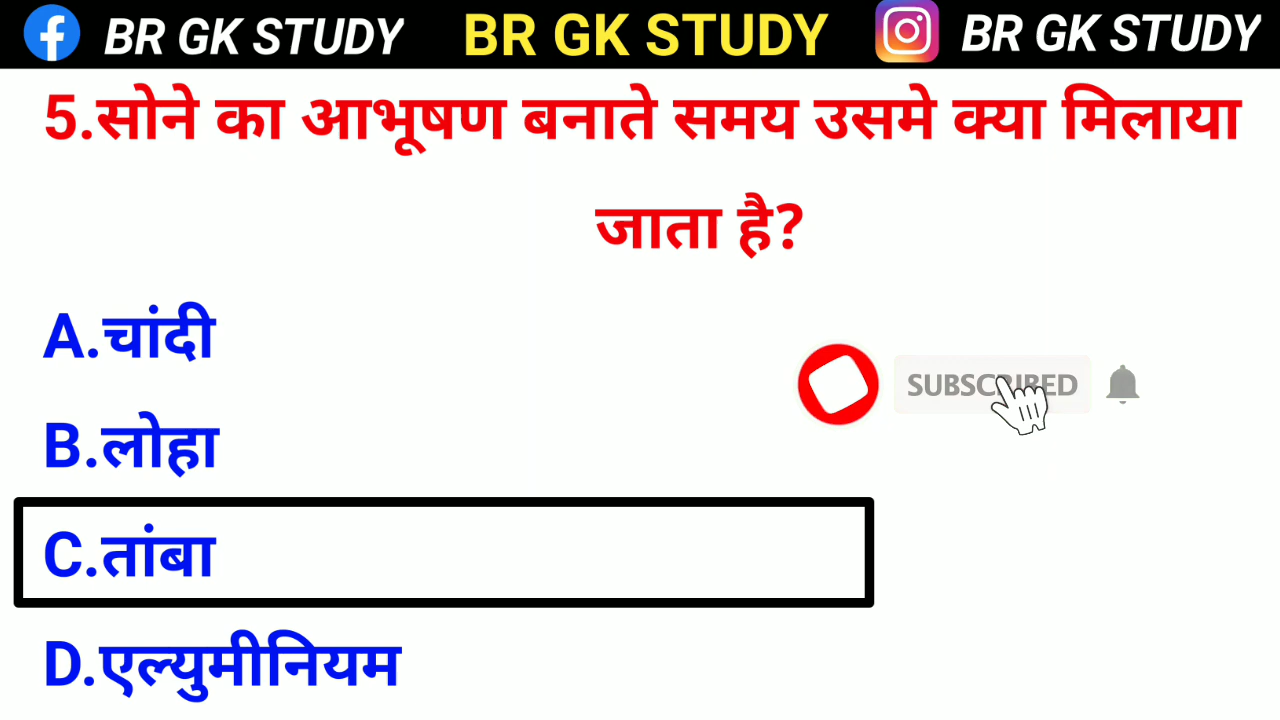 BR GK STUDY BR GK STUDY BR GK STUDY
5.सोने का आभूषण बनाते समय उसमे क्या मिलाया
जाता है?
A.चांदी
SUBSCRIBED
B.लोहा
C.तांबा
D.एल्युमीनियम